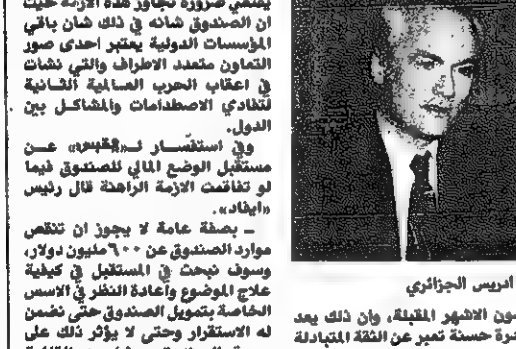 يقتضي ضرورة تجاوز هذه الازمة حيث
ان الصندوق شانه في ذلك شان باقي
المؤسسات الدولية يعتبر احدى صور
التعاون متعدد الاطراف والتي نشات
في اعقاب الحرب العالمية الثانية
لتفادي الاصطدامات والمشاكل بين
الدول.
وفي استفسار لـ«القبس» عن
مستقبل الوضع المالي للصندوق فيما
لو تفاقمت الازمة الراهنة قال رئيس
«ايفاد».
ـ بصفة عامة لا يجوز ان تنقص
موارد الصندوق عن ٦٠٠ مليون دولار،
وسوف نبحث في المستقبل في كيفية
علاج الموضوع واعادة النظر في الاسس
الخاصة بتمويل الصندوق حتى نضمن
له الاستقرار وحتى لا يؤثر ذلك على
ادريس الجزائري
الاشهر المقبلة، وان ذلك يعد
حسنة تعبر عن الثقة المتبادلة